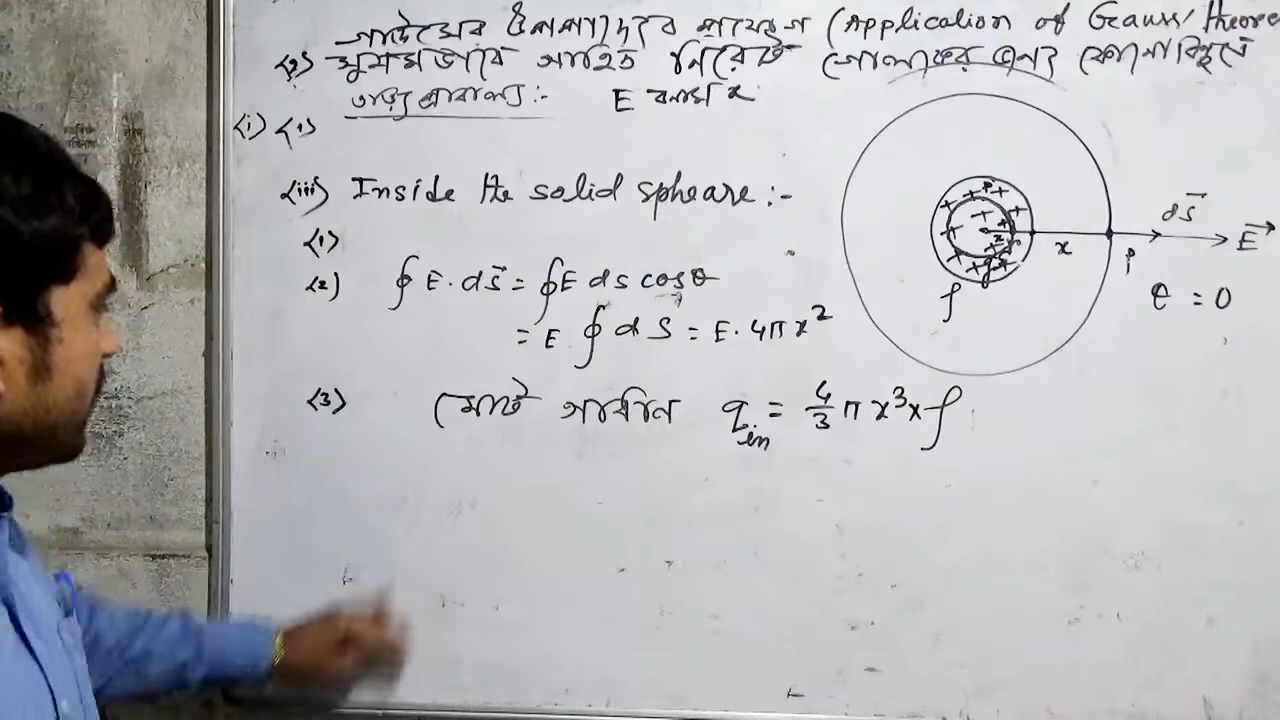 গাউসের উপপাদ্যের প্রয়োগ (Application of Gauss' theore
(2) সুষমভাবে আহিত নিরেট গোলকের জন্য কোনো বিন্দুতে
তড়িৎ প্রাবল্য:- E বনাম x
(i) (1)
(iii) Inside the solid spheare :-
(1)
(2) ∮ E. ds⃗ = ∮E ds cosθ
= E ∮ ds = E. 4πx²
(3) মোট আধান q_in = 4/3 πx³ x ρ
ds⃗
E⃗
x
P
ρ
θ = 0